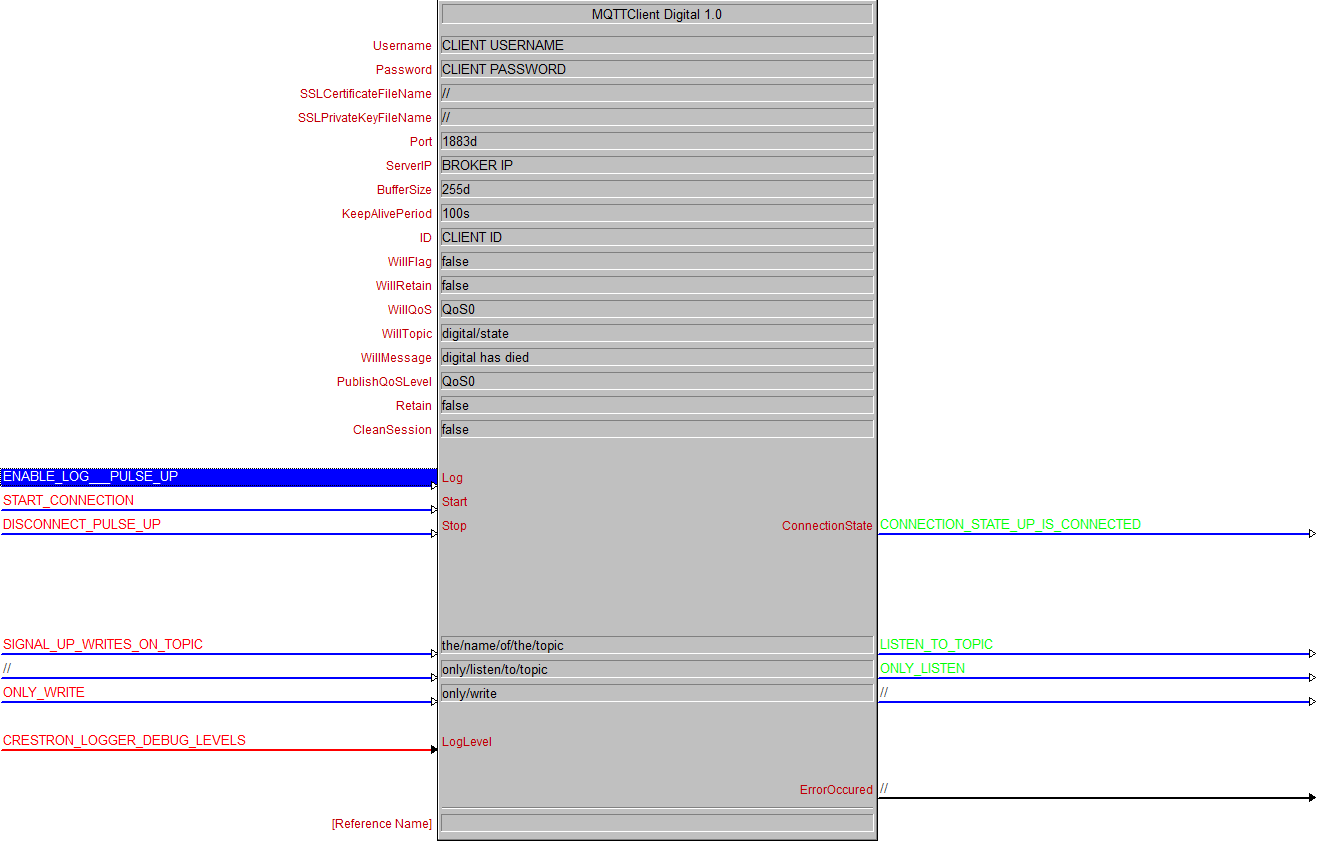 MQTTClient Digital 1.0
Username CLIENT USERNAME
Password CLIENT PASSWORD
SSLCertificateFileName //
SSLPrivateKeyFileName //
Port 1883d
ServerIP BROKER IP
BufferSize 255d
KeepAlivePeriod 100s
ID CLIENT ID
WillFlag false
WillRetain false
WillQoS QoS0
WillTopic digital/state
WillMessage digital has died
PublishQoSLevel QoS0
Retain false
CleanSession false
ENABLE_LOG___PULSE_UP Log
START_CONNECTION Start
DISCONNECT_PULSE_UP Stop ConnectionState CONNECTION_STATE_UP_IS_CONNECTED
SIGNAL_UP_WRITES_ON_TOPIC the/name/of/the/topic LISTEN_TO_TOPIC
// only/listen/to/topic ONLY_LISTEN
ONLY_WRITE only/write //
CRESTRON_LOGGER_DEBUG_LEVELS LogLevel
ErrorOccured //
[Reference Name]